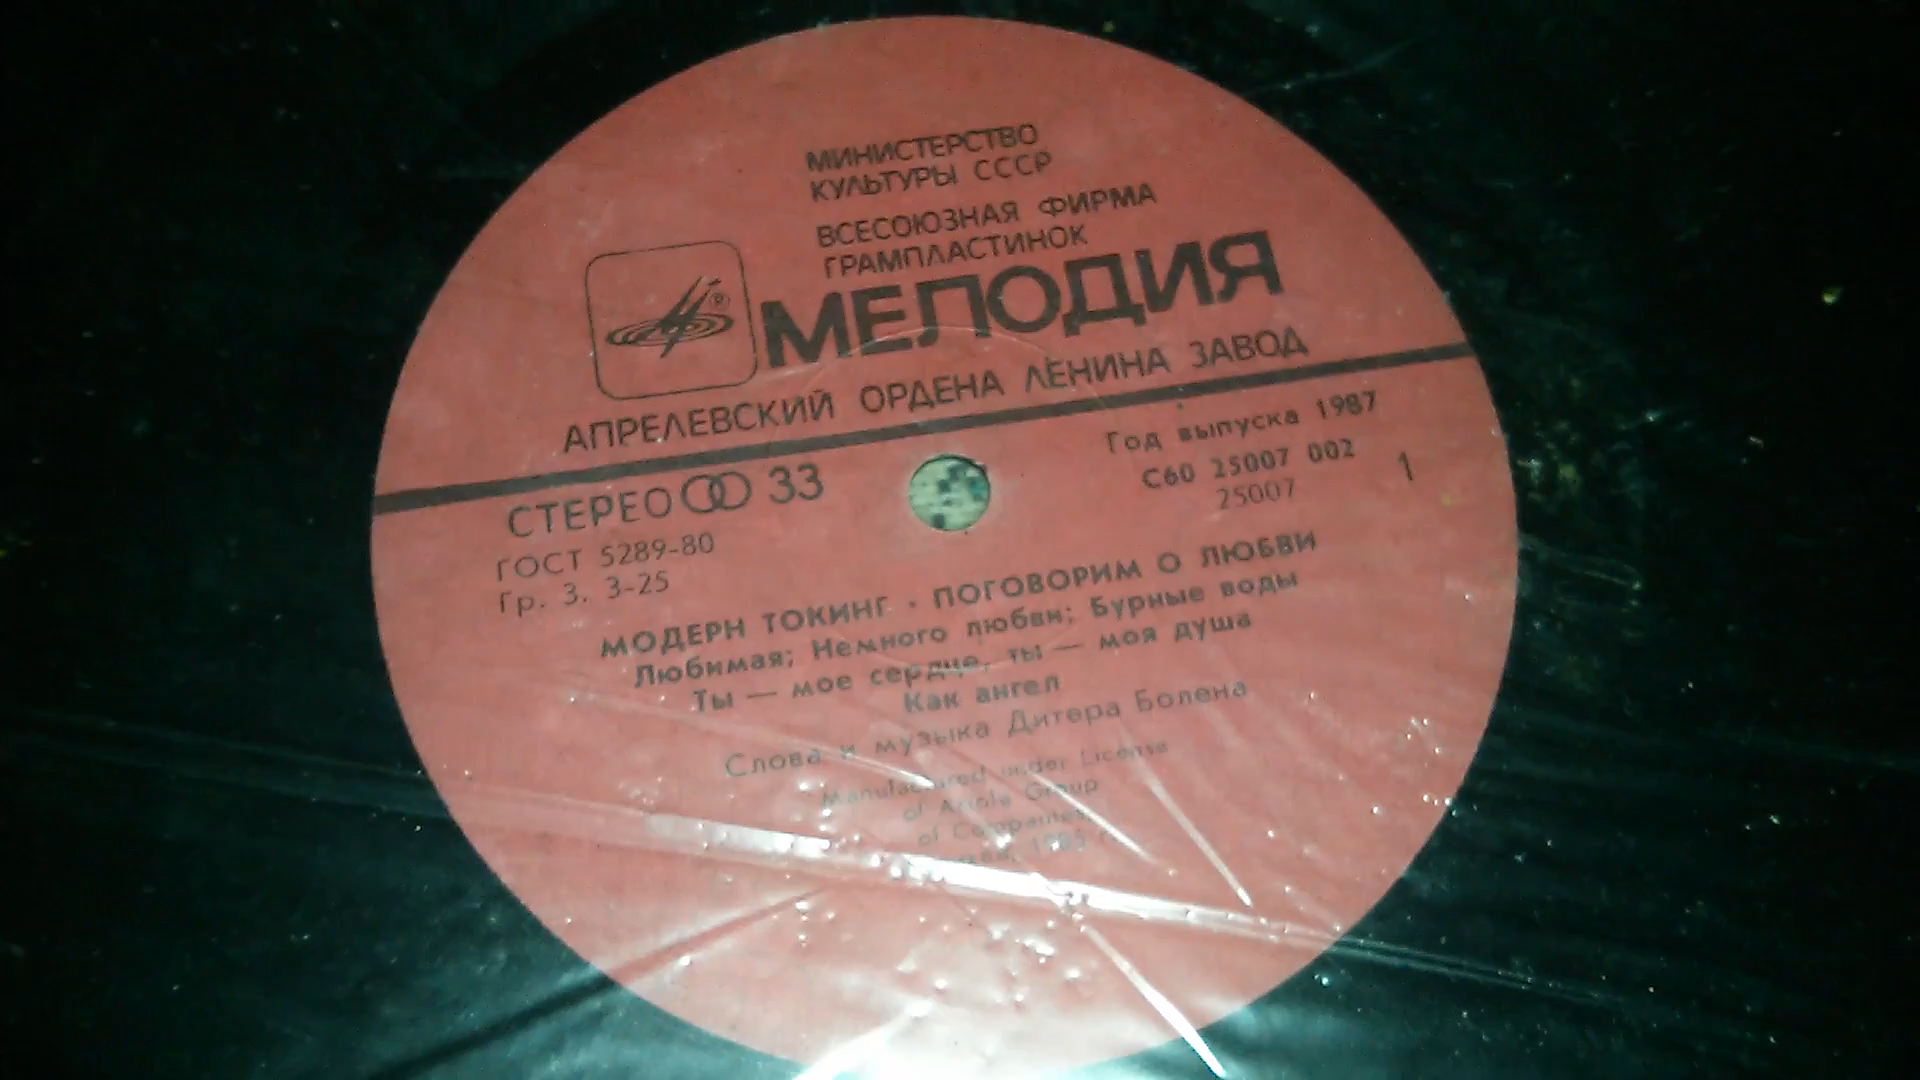 МИНИСТЕРСТВО
КУЛЬТУРЫ СССР
ВСЕСОЮЗНАЯ ФИРМА
ГРАМПЛАСТИНОК
®
МЕЛОДИЯ
АПРЕЛЕВСКИЙ ОРДЕНА ЛЕНИНА ЗАВОД
СТЕРЕО 33
ГОСТ 5289-80
Гр. 3. 3-25
Год выпуска 1987
С60 25007 002
25007
1
МОДЕРН ТОКИНГ · ПОГОВОРИМ О ЛЮБВИ
Любимая; Немного любви; Бурные воды
Ты — мое сердце, ты — моя душа
Как ангел
Слова и музыка Дитера Болена
Manufactured under License
of Ariola Group
of Companies
1985 г.